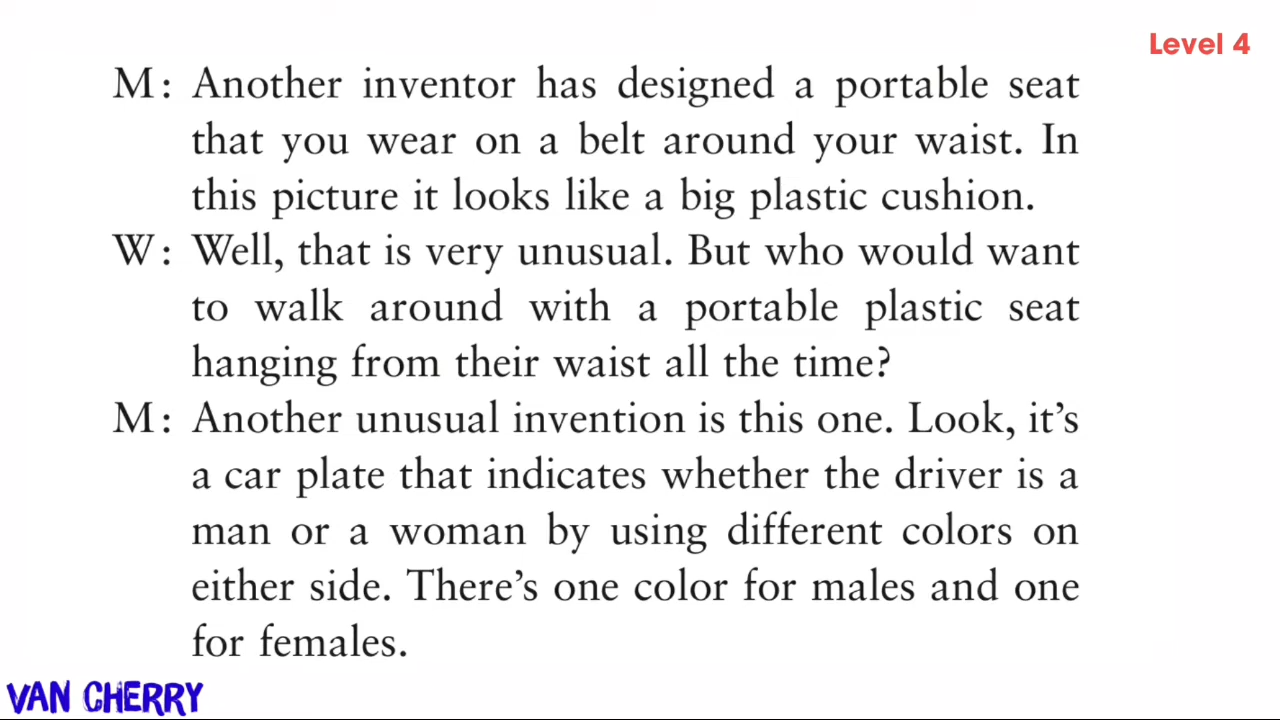 Level 4
M: Another inventor has designed a portable seat
that you wear on a belt around your waist. In
this picture it looks like a big plastic cushion.
W: Well, that is very unusual. But who would want
to walk around with a portable plastic seat
hanging from their waist all the time?
M: Another unusual invention is this one. Look, it’s
a car plate that indicates whether the driver is a
man or a woman by using different colors on
either side. There’s one color for males and one
for females.
VAN CHERRY